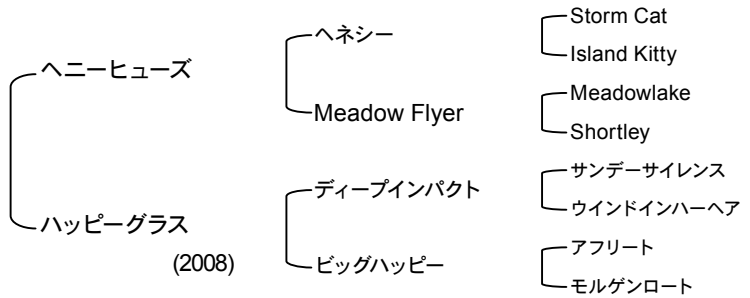 ヘニーヒューズ
ハッピーグラス
(2008)
ヘネシー
Meadow Flyer
ディープインパクト
ビッグハッピー
Storm Cat
Island Kitty
Meadowlake
Shortley
サンデーサイレンス
ウインドインハーヘア
アフリート
モルゲンロート